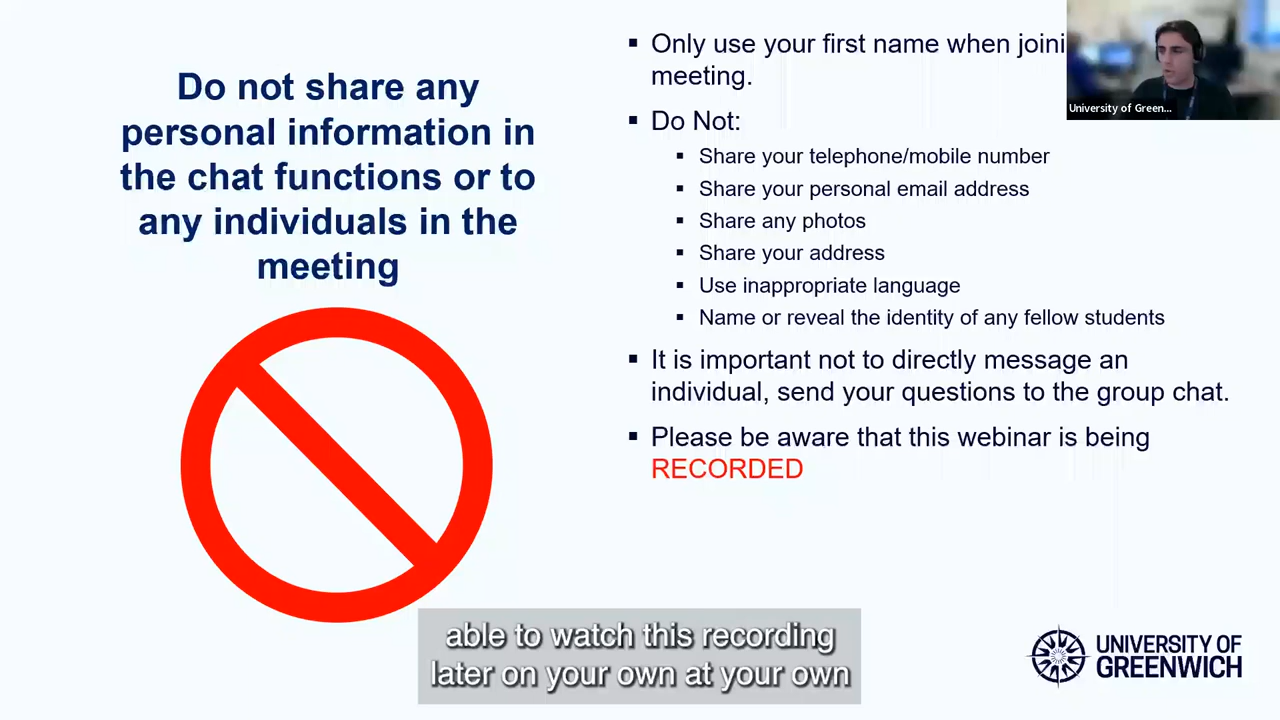 Do not share any
personal information in
the chat functions or to
any individuals in the
meeting
Only use your first name when joini
meeting.
Do Not:
Share your telephone/mobile number
Share your personal email address
Share any photos
Share your address
Use inappropriate language
Name or reveal the identity of any fellow students
It is important not to directly message an
individual, send your questions to the group chat.
Please be aware that this webinar is being
RECORDED
University of Green...
able to watch this recording
later on your own at your own
UNIVERSITY OF
GREENWICH